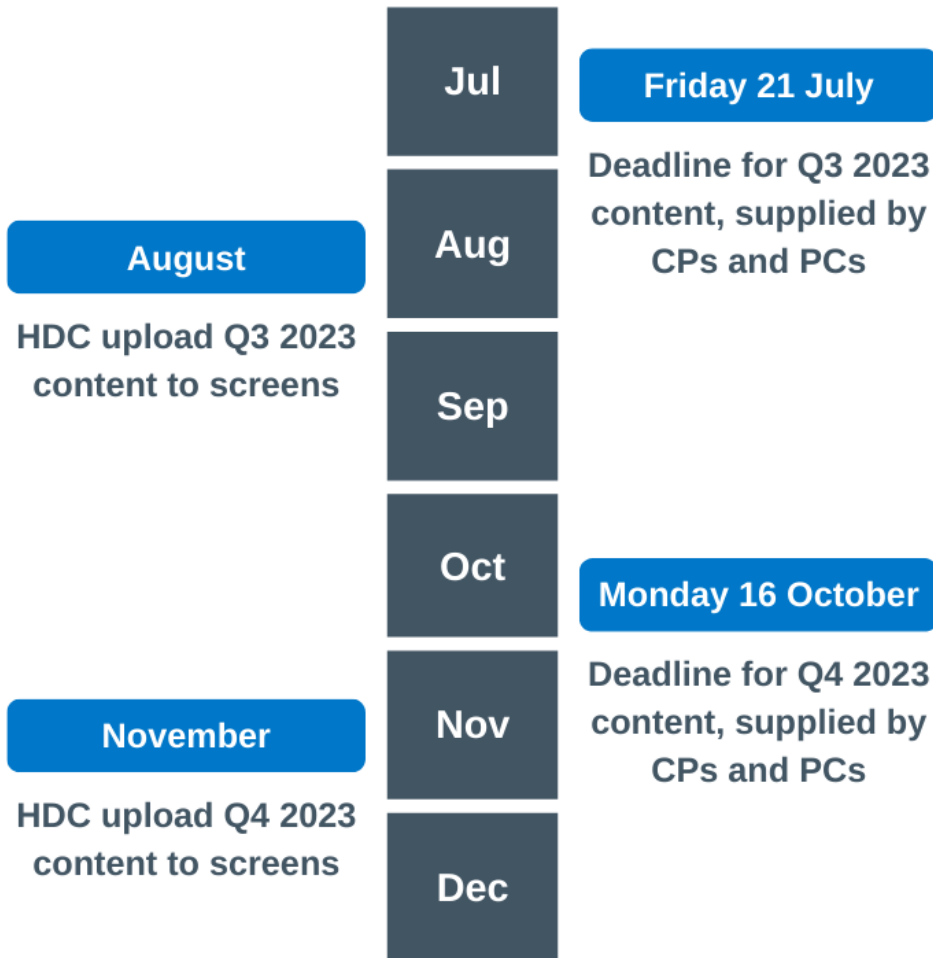 Jul
Friday 21 July
Deadline for Q3 2023
content, supplied by
CPs and PCs
Aug
August
HDC upload Q3 2023
content to screens
Sep
Oct
Monday 16 October
Deadline for Q4 2023
content, supplied by
CPs and PCs
Nov
November
HDC upload Q4 2023
content to screens
Dec